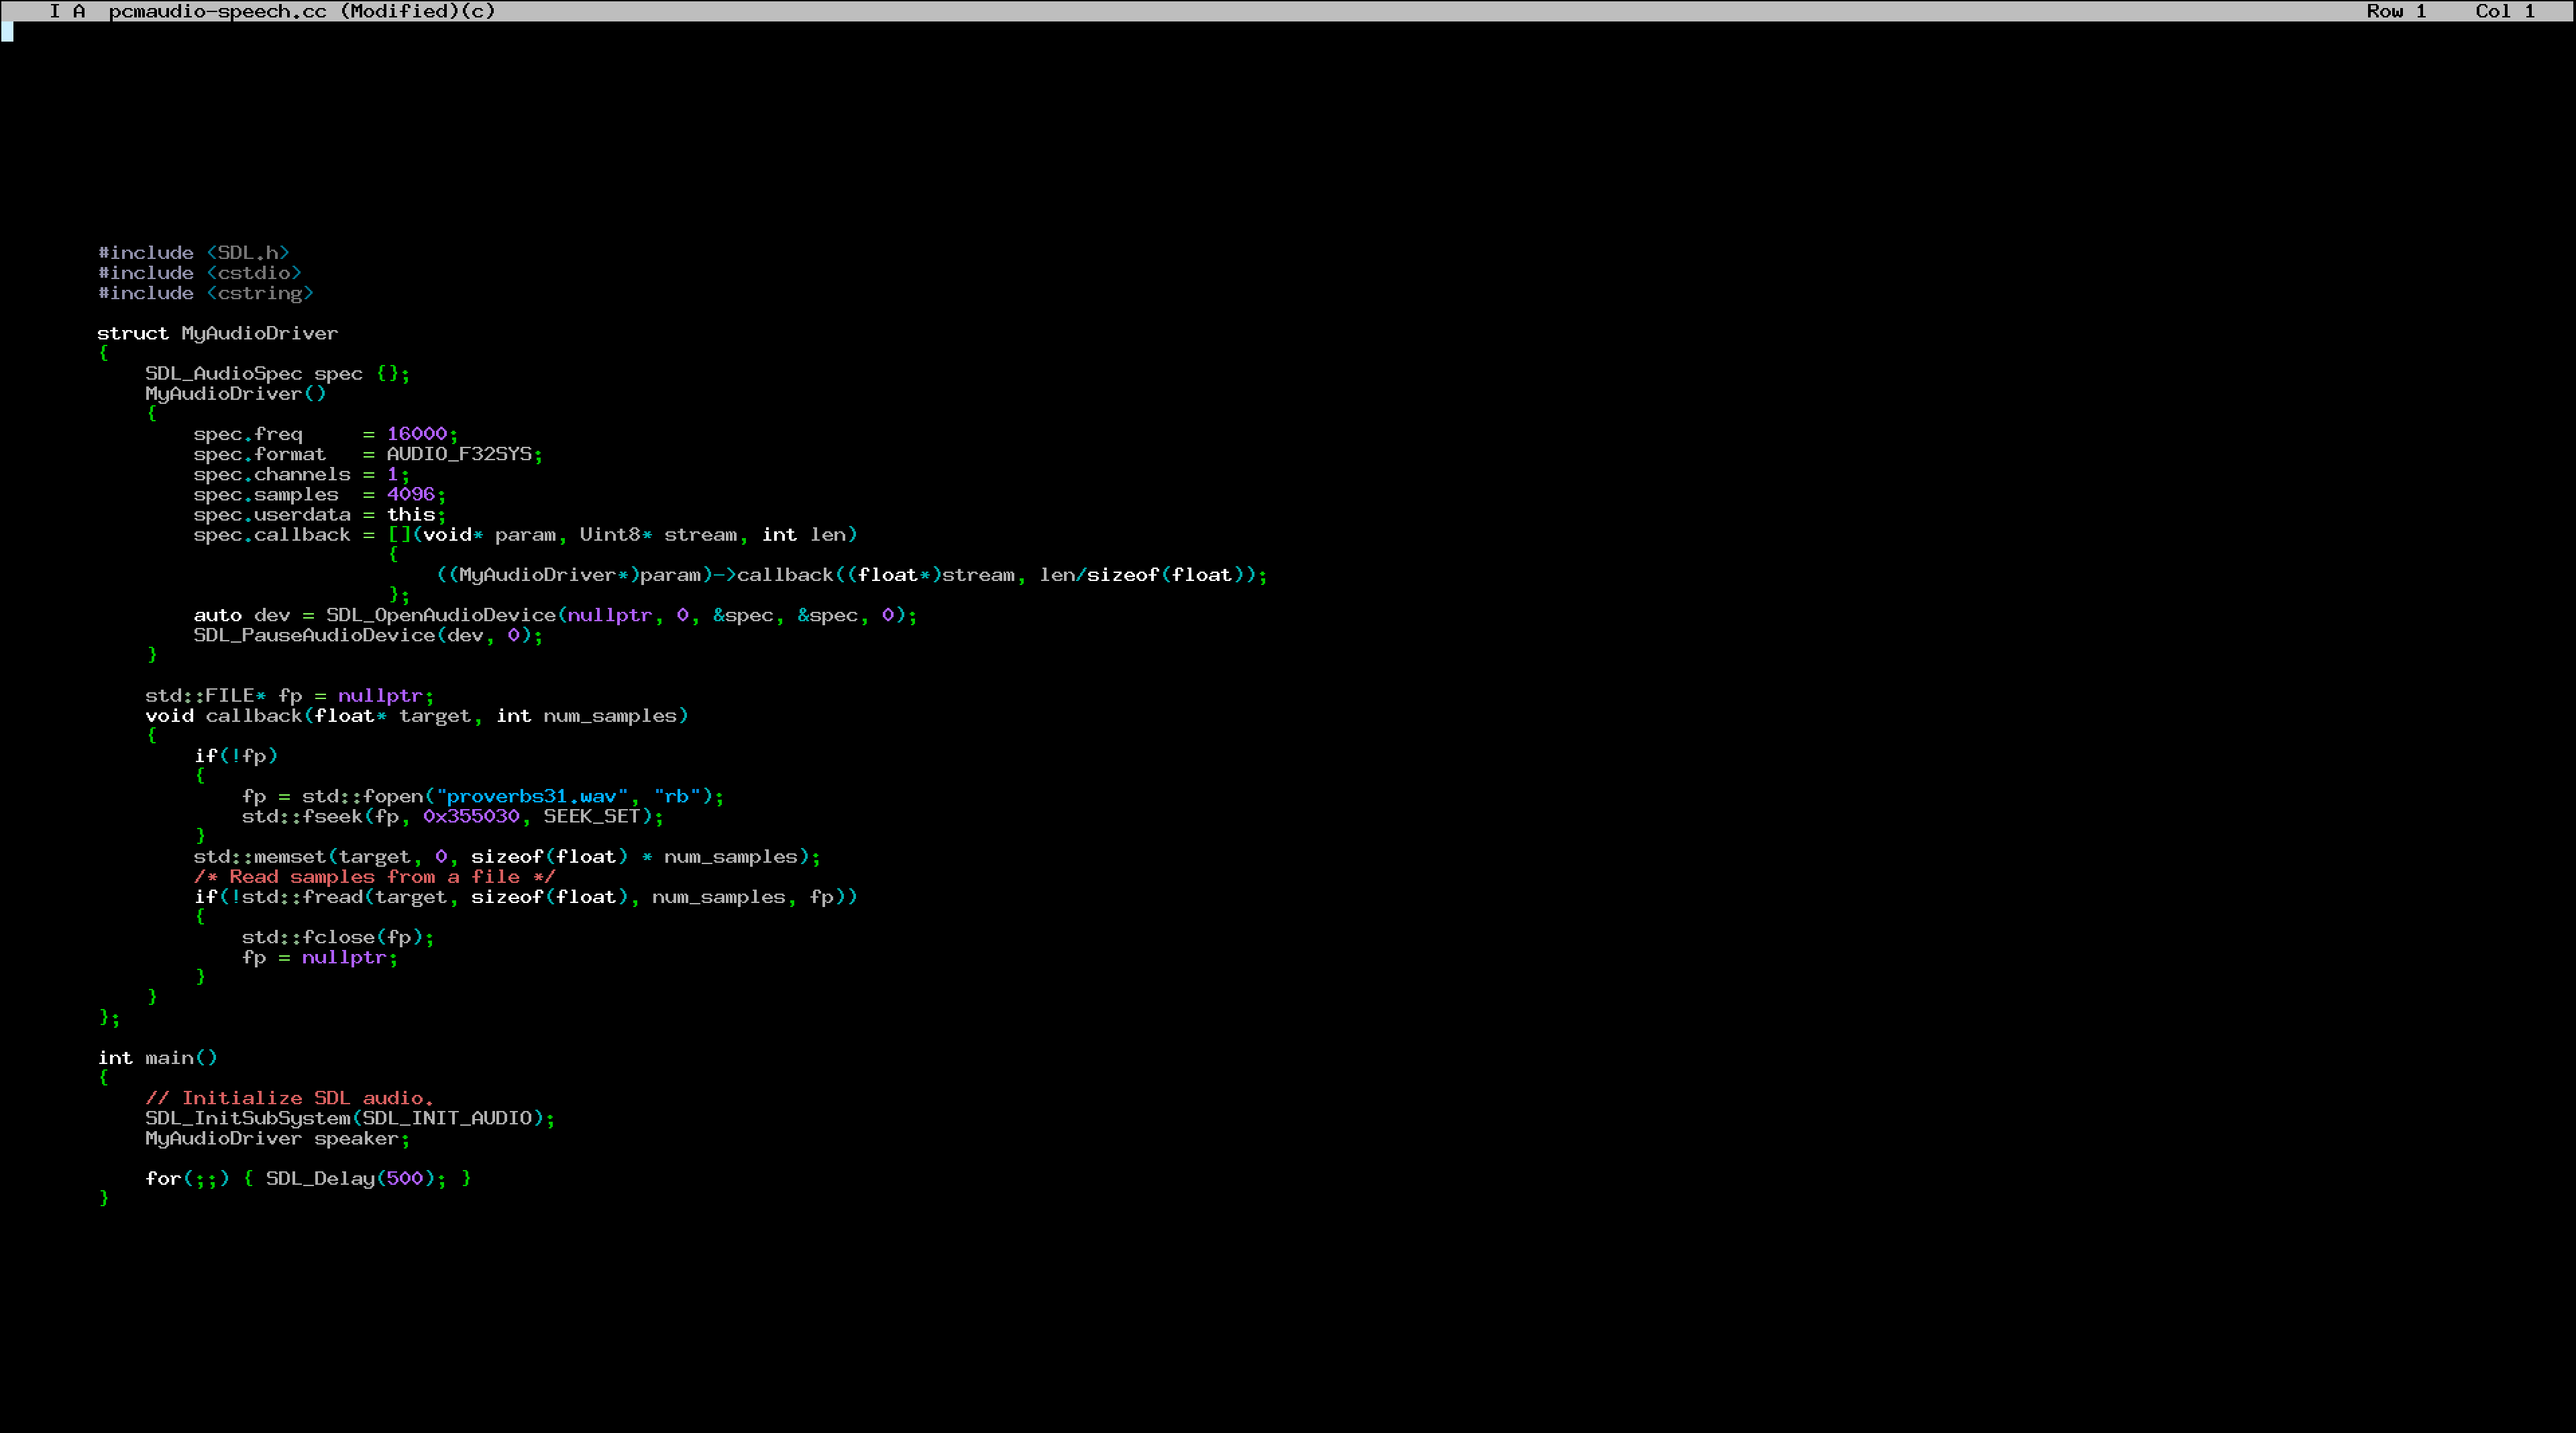 I A  pcmaudio-speech.cc (Modified)(c)    Row 1    Col 1
#include <SDL.h>
#include <cstdio>
#include <cstring>
struct MyAudioDriver
{
    SDL_AudioSpec spec {};
    MyAudioDriver()
    {
        spec.freq     = 16000;
        spec.format   = AUDIO_F32SYS;
        spec.channels = 1;
        spec.samples  = 4096;
        spec.userdata = this;
        spec.callback = [](void* param, Uint8* stream, int len)
                        {
                            ((MyAudioDriver*)param)->callback((float*)stream, len/sizeof(float));
                        };
        auto dev = SDL_OpenAudioDevice(nullptr, 0, &spec, &spec, 0);
        SDL_PauseAudioDevice(dev, 0);
    }
    std::FILE* fp = nullptr;
    void callback(float* target, int num_samples)
    {
        if(!fp)
        {
            fp = std::fopen("proverbs31.wav", "rb");
            std::fseek(fp, 0x355030, SEEK_SET);
        }
        std::memset(target, 0, sizeof(float) * num_samples);
        /* Read samples from a file */
        if(!std::fread(target, sizeof(float), num_samples, fp))
        {
            std::fclose(fp);
            fp = nullptr;
        }
    }
};
int main()
{
    // Initialize SDL audio.
    SDL_InitSubSystem(SDL_INIT_AUDIO);
    MyAudioDriver speaker;
    for(;;) { SDL_Delay(500); }
}